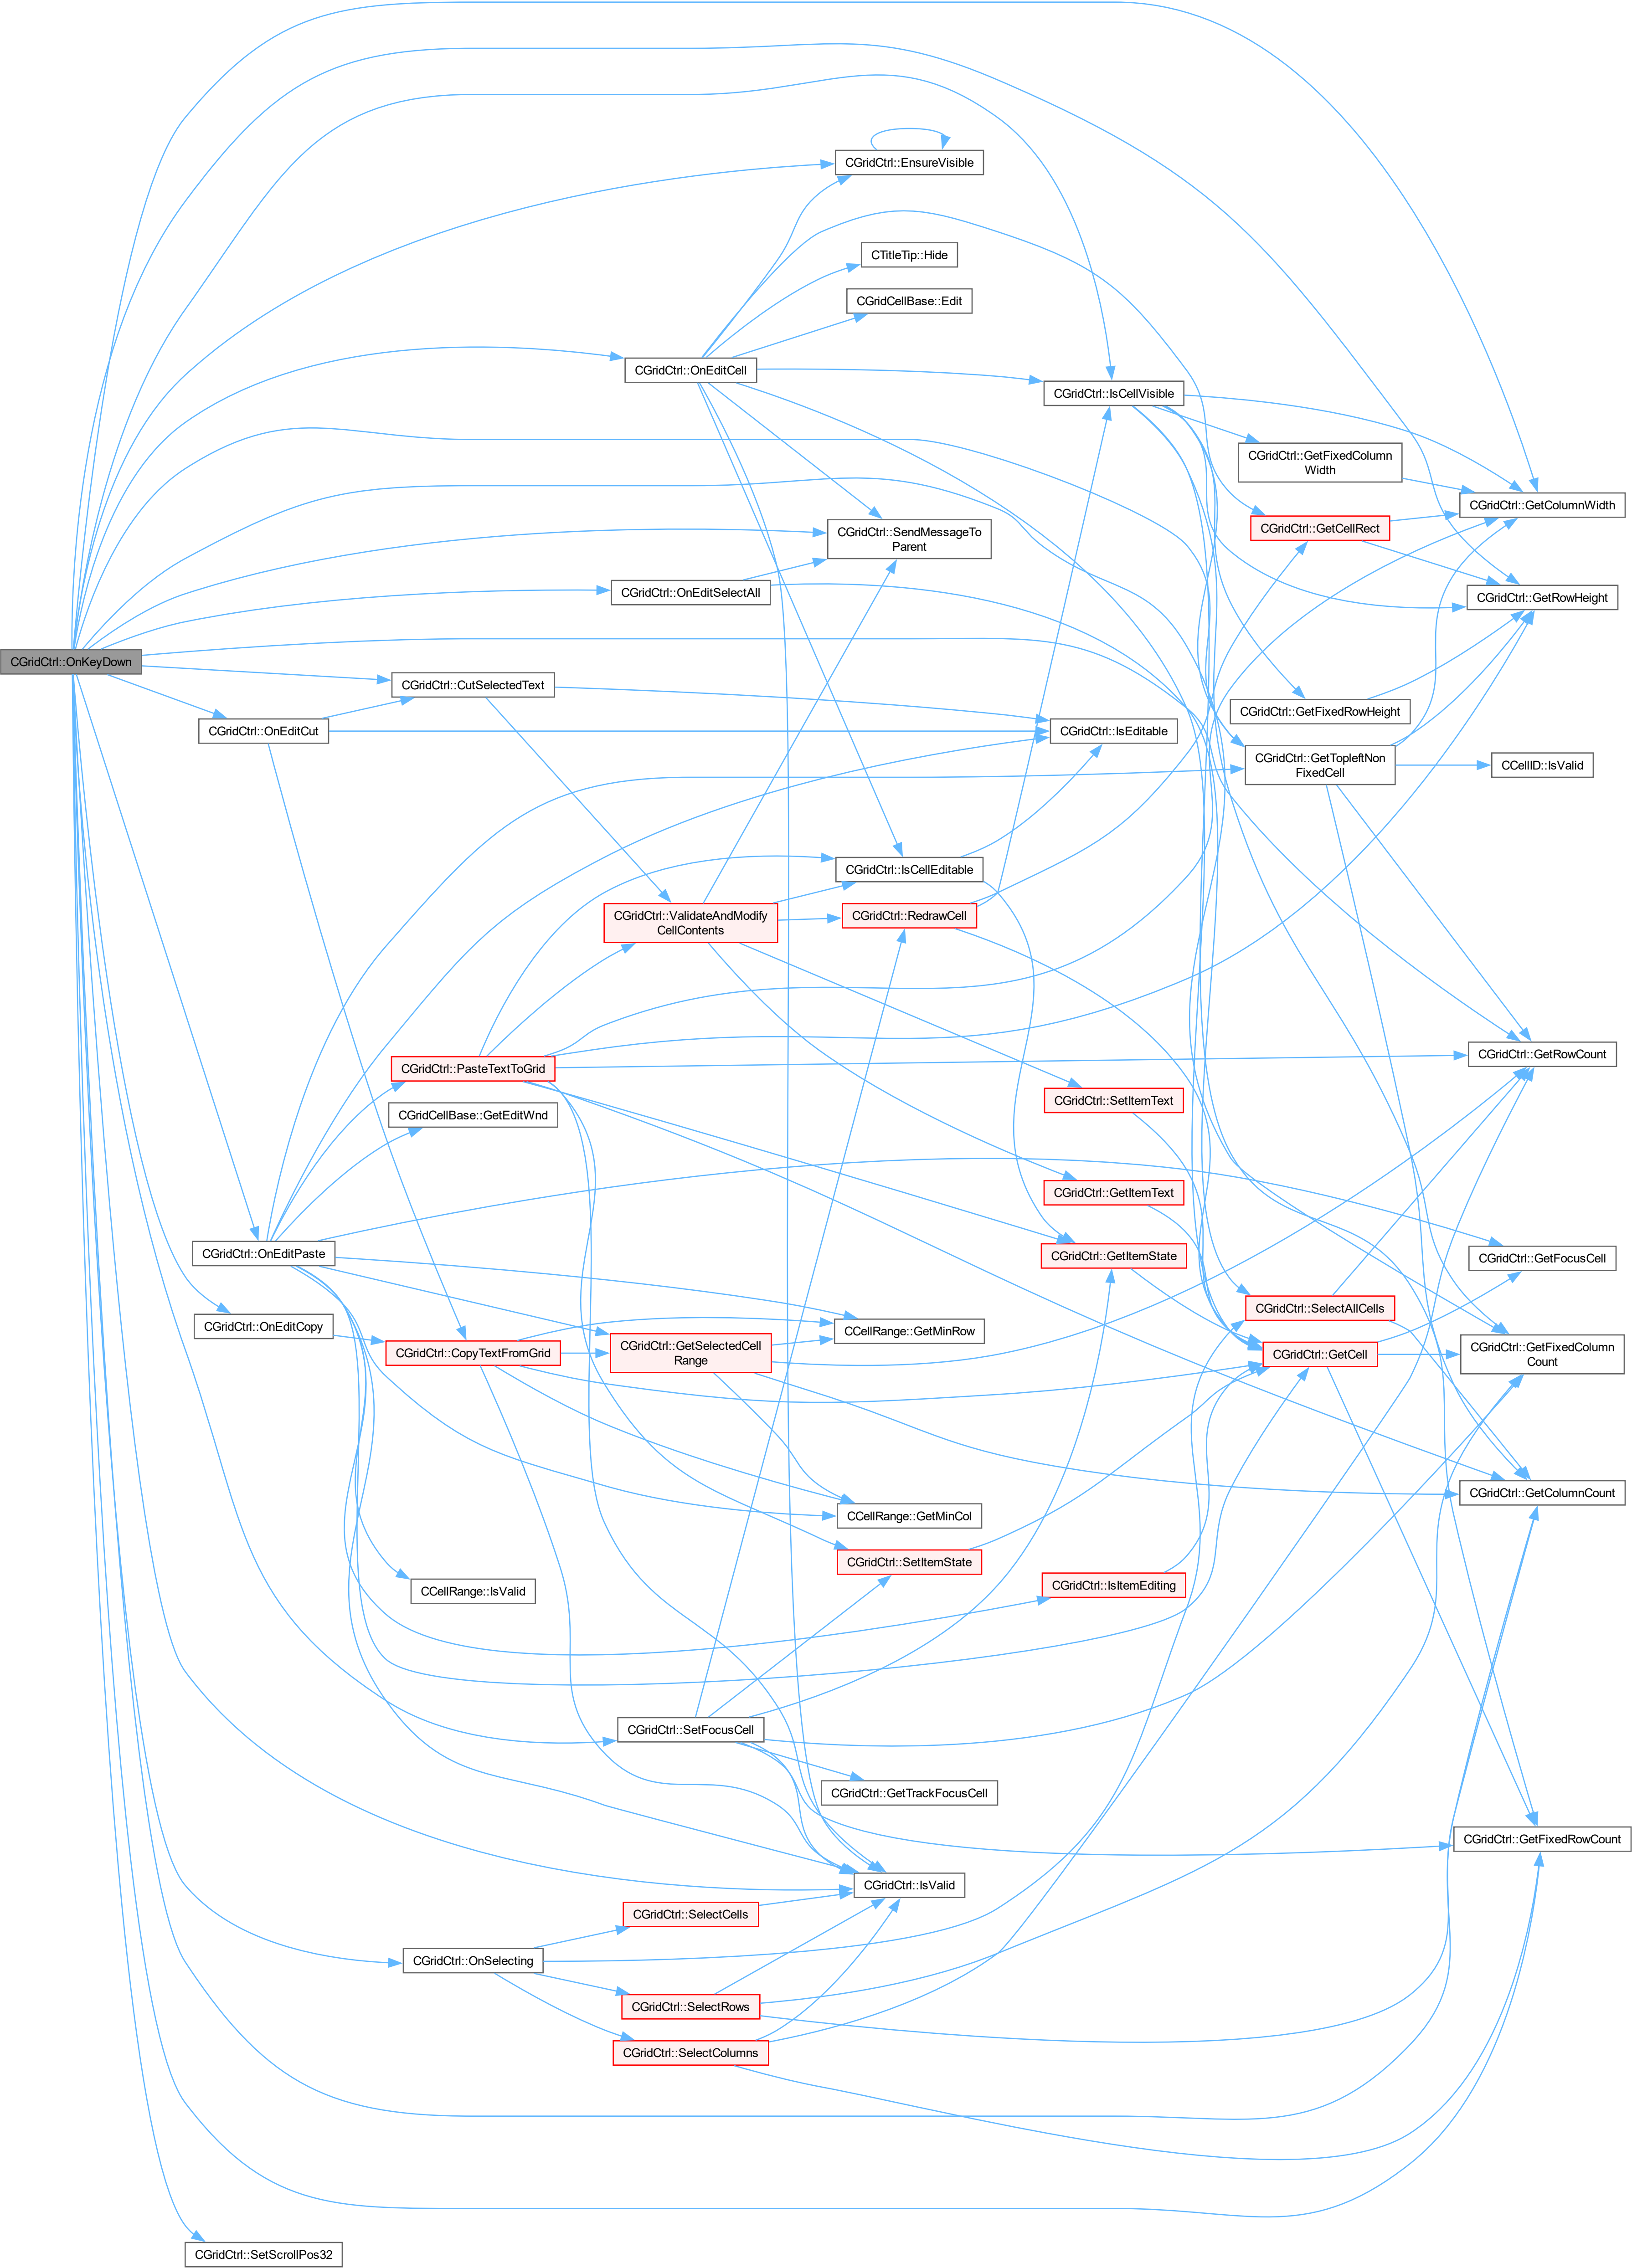 CGridCtrl::EnsureVisible
CTitleTip::Hide
CGridCellBase::Edit
CGridCtrl::OnEditCell
CGridCtrl::IsCellVisible
CGridCtrl::GetFixedColumn
Width
CGridCtrl::GetColumnWidth
CGridCtrl::GetCellRect
CGridCtrl::SendMessageTo
Parent
CGridCtrl::OnEditSelectAll
CGridCtrl::GetRowHeight
CGridCtrl::OnKeyDown
CGridCtrl::CutSelectedText
CGridCtrl::GetFixedRowHeight
CGridCtrl::OnEditCut
CGridCtrl::IsEditable
CGridCtrl::GetTopleftNon
FixedCell
CCellID::IsValid
CGridCtrl::IsCellEditable
CGridCtrl::ValidateAndModify
CellContents
CGridCtrl::RedrawCell
CGridCtrl::GetRowCount
CGridCtrl::PasteTextToGrid
CGridCtrl::SetItemText
CGridCellBase::GetEditWnd
CGridCtrl::GetItemText
CGridCtrl::OnEditPaste
CGridCtrl::GetItemState
CGridCtrl::GetFocusCell
CGridCtrl::SelectAllCells
CGridCtrl::OnEditCopy
CCellRange::GetMinRow
CGridCtrl::CopyTextFromGrid
CGridCtrl::GetSelectedCell
Range
CGridCtrl::GetCell
CGridCtrl::GetFixedColumn
Count
CGridCtrl::GetColumnCount
CCellRange::GetMinCol
CGridCtrl::SetItemState
CGridCtrl::IsItemEditing
CCellRange::IsValid
CGridCtrl::SetFocusCell
CGridCtrl::GetTrackFocusCell
CGridCtrl::GetFixedRowCount
CGridCtrl::IsValid
CGridCtrl::SelectCells
CGridCtrl::OnSelecting
CGridCtrl::SelectRows
CGridCtrl::SelectColumns
CGridCtrl::SetScrollPos32